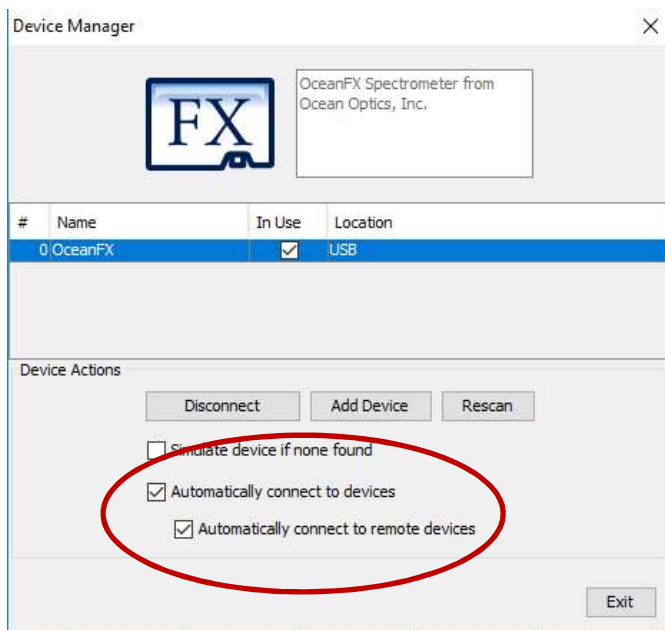 Device Manager
FX
OceanFX Spectrometer from
Ocean Optics, Inc.
# Name In Use Location
0 OceanFX USB
Device Actions
Disconnect Add Device Rescan
Simulate device if none found
Automatically connect to devices
Automatically connect to remote devices
Exit